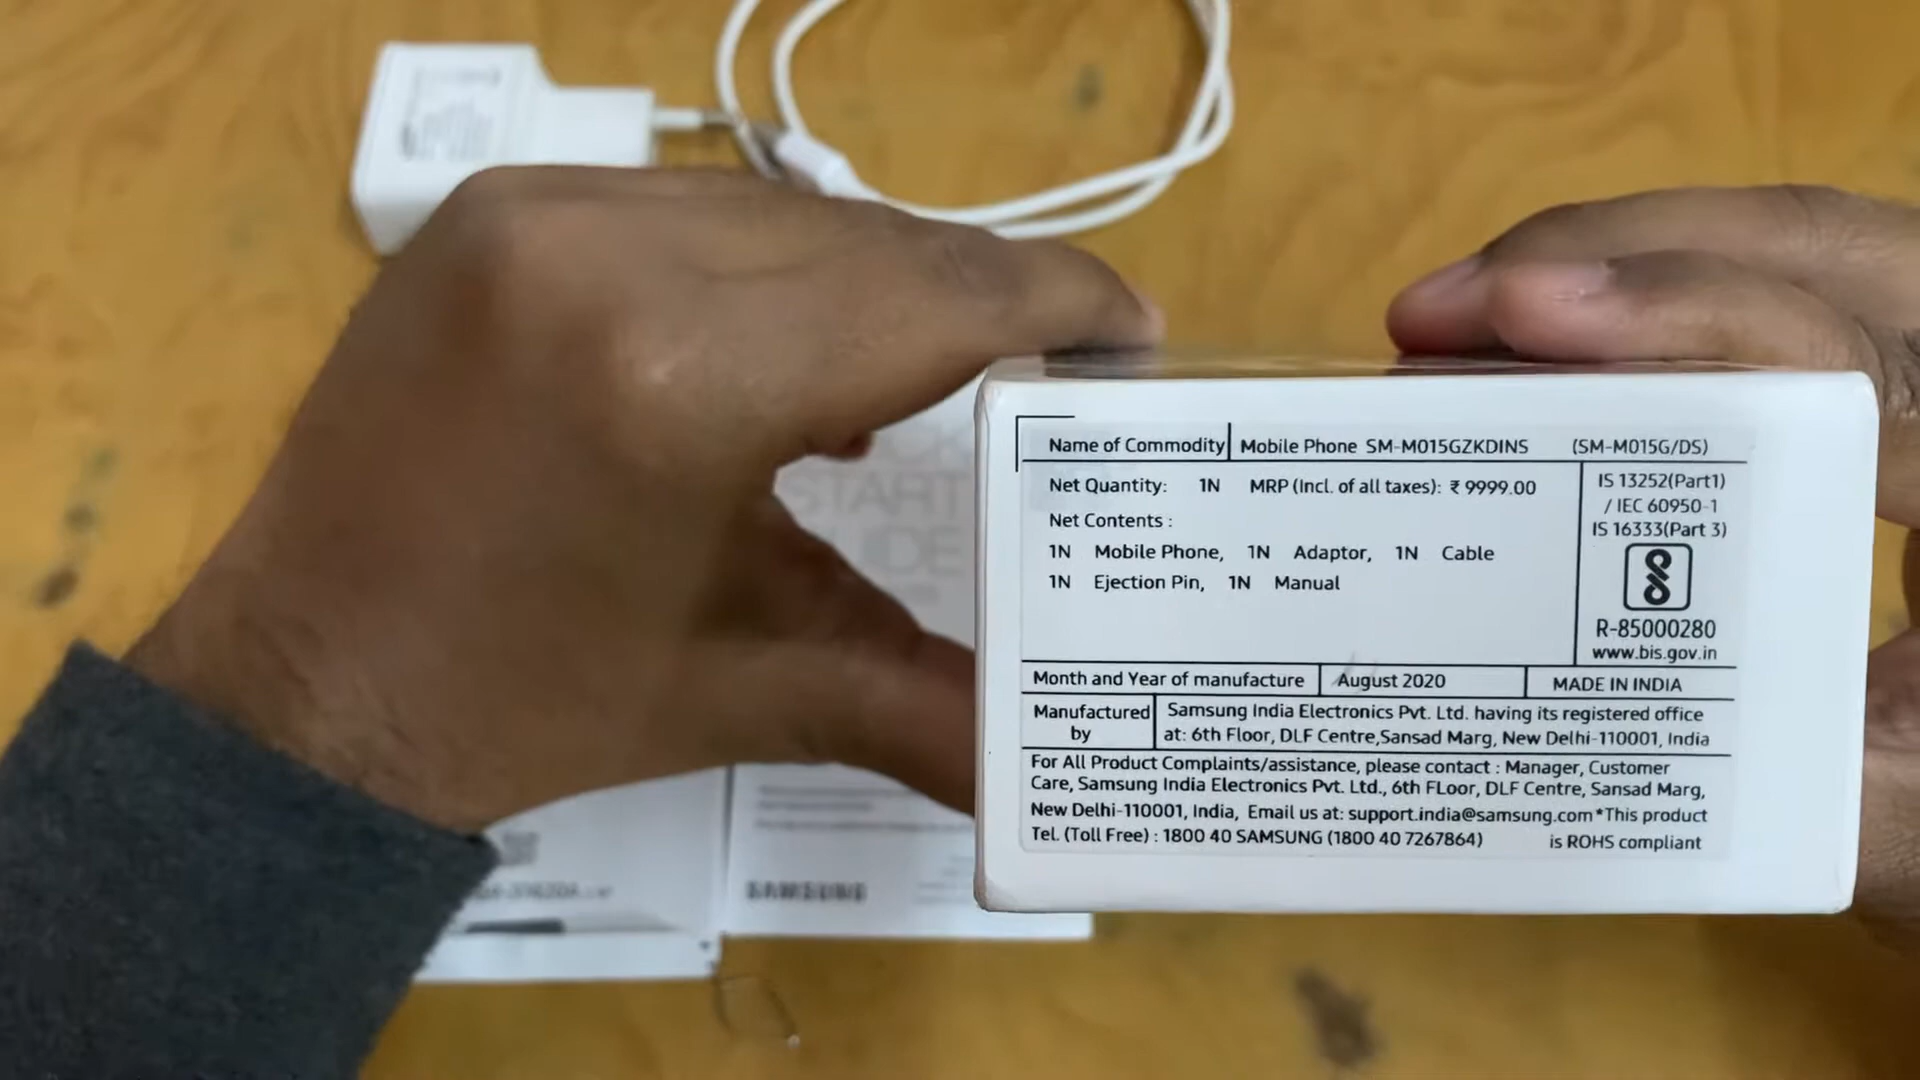 START
SAMSUNG
Name of Commodity Mobile Phone SM-M015GZKDINS (SM-M015G/DS)
Net Quantity: 1N MRP (Incl. of all taxes): ₹ 9999.00
Net Contents :
1N Mobile Phone, 1N Adaptor, 1N Cable
1N Ejection Pin, 1N Manual
IS 13252(Part1)
/ IEC 60950-1
IS 16333(Part 3)
R-85000280
www.bis.gov.in
Month and Year of manufacture August 2020 MADE IN INDIA
Manufactured by
Samsung India Electronics Pvt. Ltd. having its registered office
at: 6th Floor, DLF Centre,Sansad Marg, New Delhi-110001, India
For All Product Complaints/assistance, please contact : Manager, Customer
Care, Samsung India Electronics Pvt. Ltd., 6th FLoor, DLF Centre, Sansad Marg,
New Delhi-110001, India, Email us at: support.india@samsung.com *This product
Tel. (Toll Free) : 1800 40 SAMSUNG (1800 40 7267864) is ROHS compliant